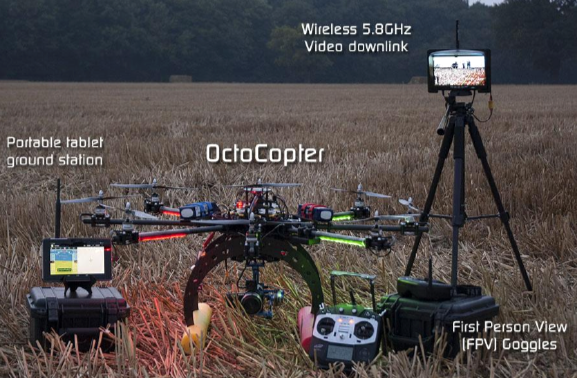 Wireless 5.8GHz
Video downlink
Portable tablet
ground station
OctoCopter
First Person View
(FPV) Goggles